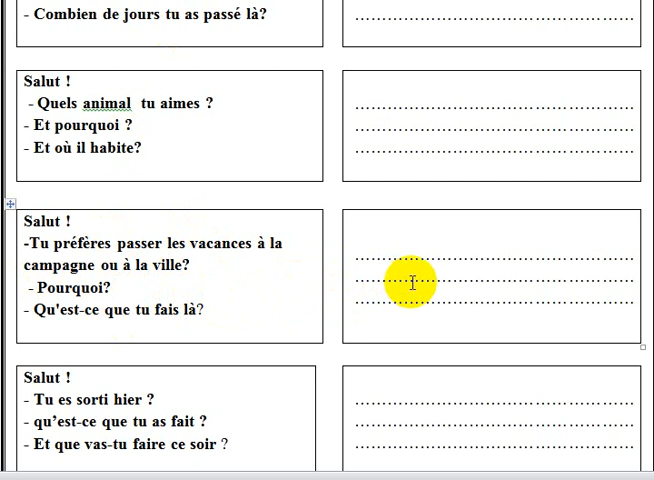 - Combien de jours tu as passé là?
Salut !
- Quels animal tu aimes ?
- Et pourquoi ?
- Et où il habite?
Salut !
-Tu préfères passer les vacances à la
campagne ou à la ville?
- Pourquoi?
- Qu'est-ce que tu fais là?
Salut !
- Tu es sorti hier ?
- qu’est-ce que tu as fait ?
- Et que vas-tu faire ce soir ?